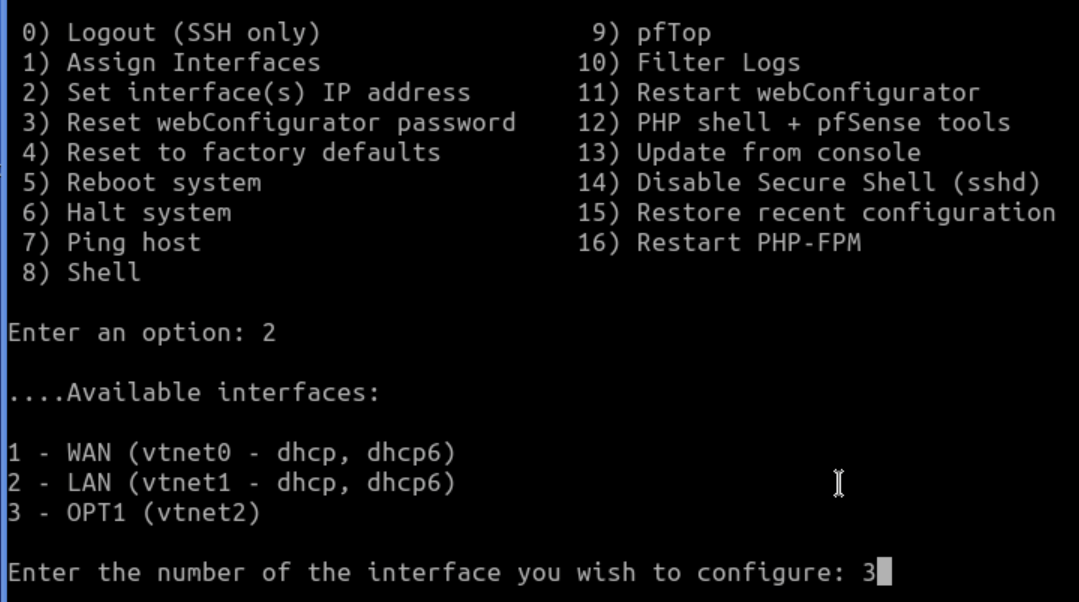 0) Logout (SSH only)                 9) pfTop
1) Assign Interfaces                10) Filter Logs
2) Set interface(s) IP address      11) Restart webConfigurator
3) Reset webConfigurator password   12) PHP shell + pfSense tools
4) Reset to factory defaults        13) Update from console
5) Reboot system                    14) Disable Secure Shell (sshd)
6) Halt system                      15) Restore recent configuration
7) Ping host                        16) Restart PHP-FPM
8) Shell
Enter an option: 2
....Available interfaces:
1 - WAN (vtnet0 - dhcp, dhcp6)
2 - LAN (vtnet1 - dhcp, dhcp6)
3 - OPT1 (vtnet2)
Enter the number of the interface you wish to configure: 3